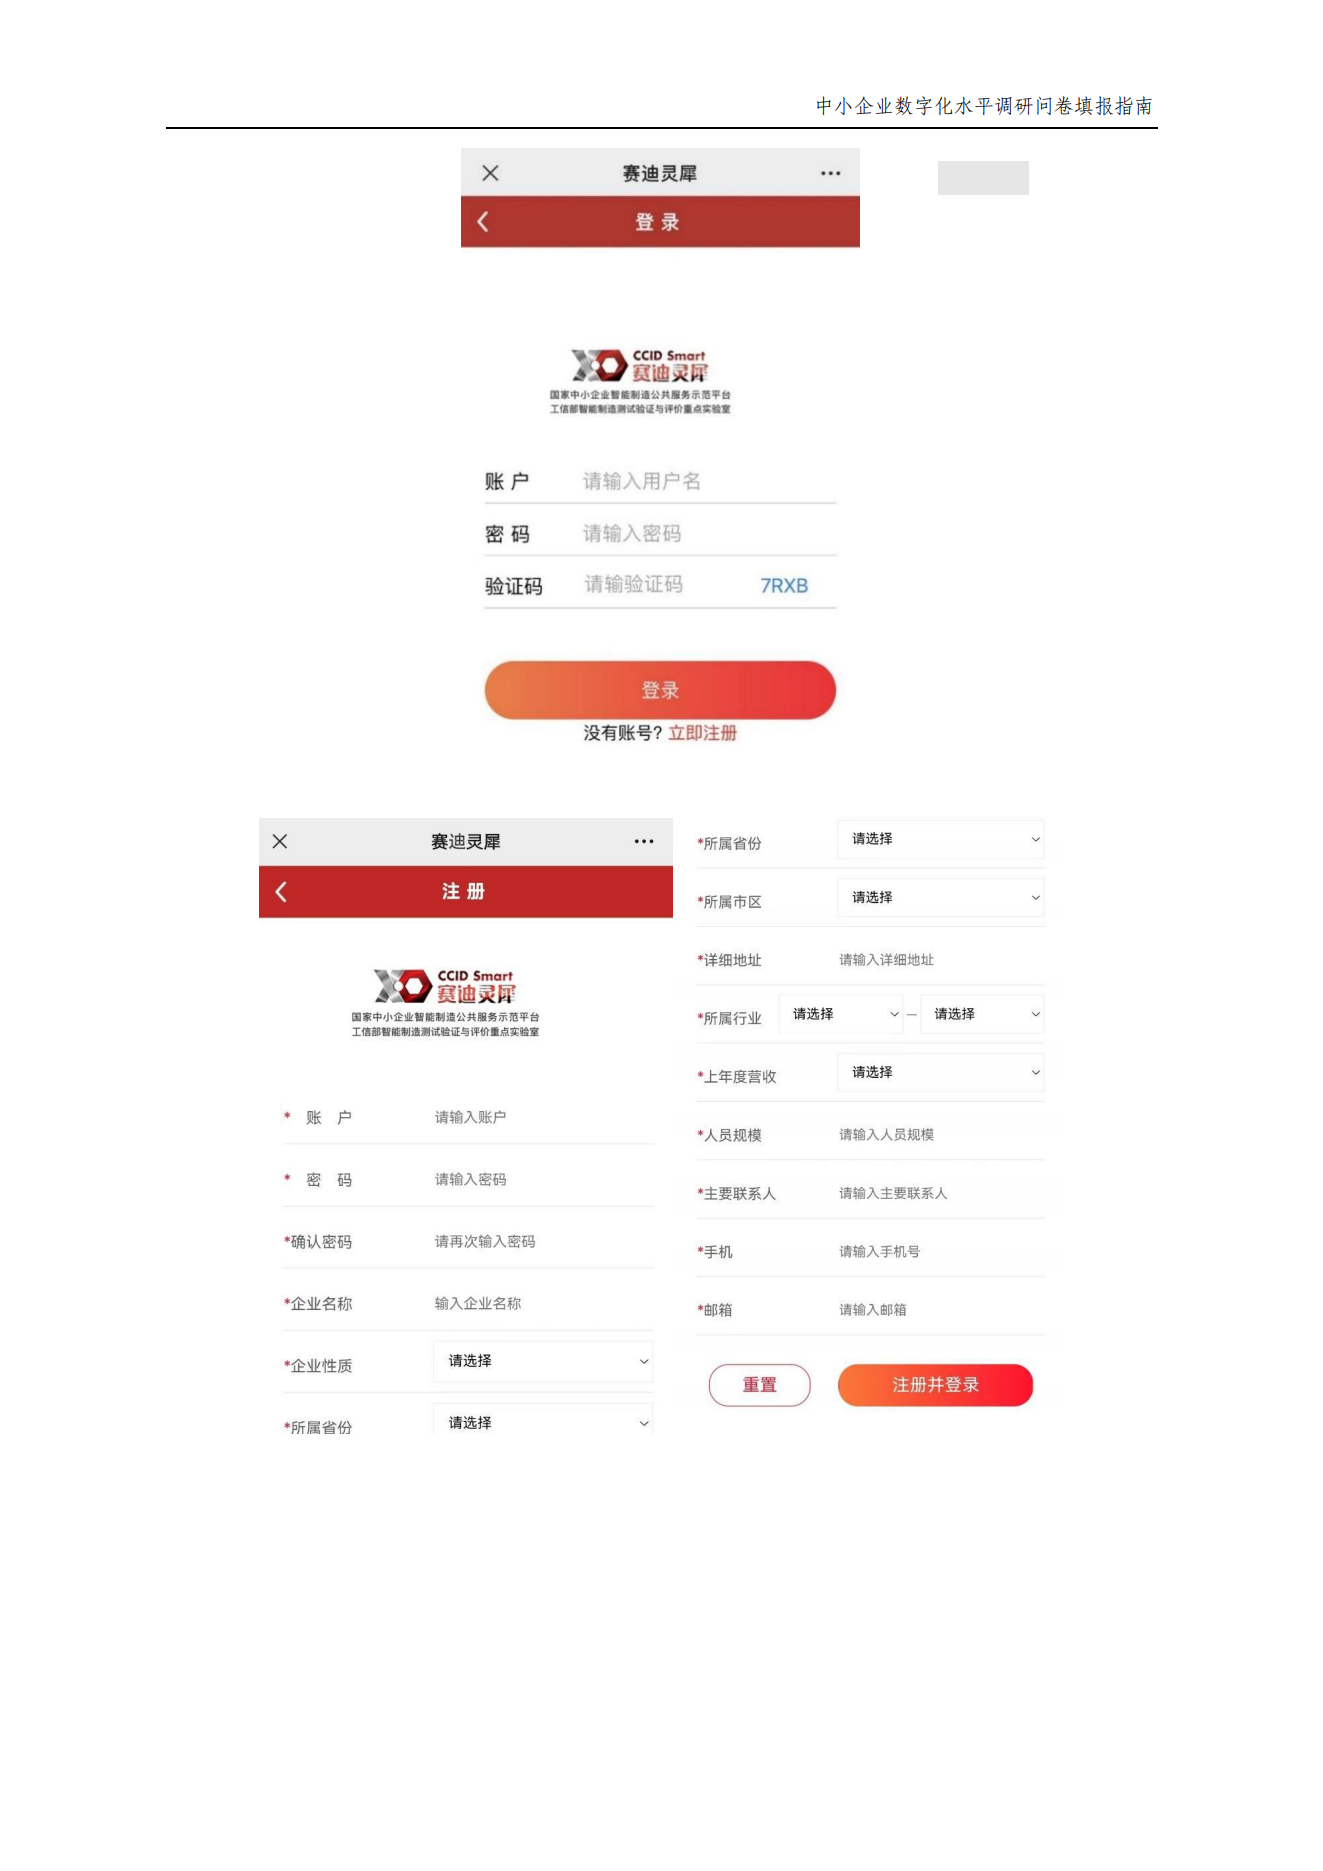 中小企业数字化水平调研问卷填报指南
赛迪灵犀
登 录
CCID Smart
赛迪灵犀
国家中小企业智能制造公共服务示范平台
工信部智能制造测试验证与评价重点实验室
账 户 请输入用户名
密 码 请输入密码
验证码 请输验证码 7RXB
登录
没有账号? 立即注册
赛迪灵犀
注 册
CCID Smart
赛迪灵犀
国家中小企业智能制造公共服务示范平台
工信部智能制造测试验证与评价重点实验室
* 账 户 请输入账户
* 密 码 请输入密码
*确认密码 请再次输入密码
*企业名称 输入企业名称
*企业性质 请选择
*所属省份 请选择
*所属省份 请选择
*所属市区 请选择
*详细地址 请输入详细地址
*所属行业 请选择 — 请选择
*上年度营收 请选择
*人员规模 请输入人员规模
*主要联系人 请输入主要联系人
*手机 请输入手机号
*邮箱 请输入邮箱
重置 注册并登录